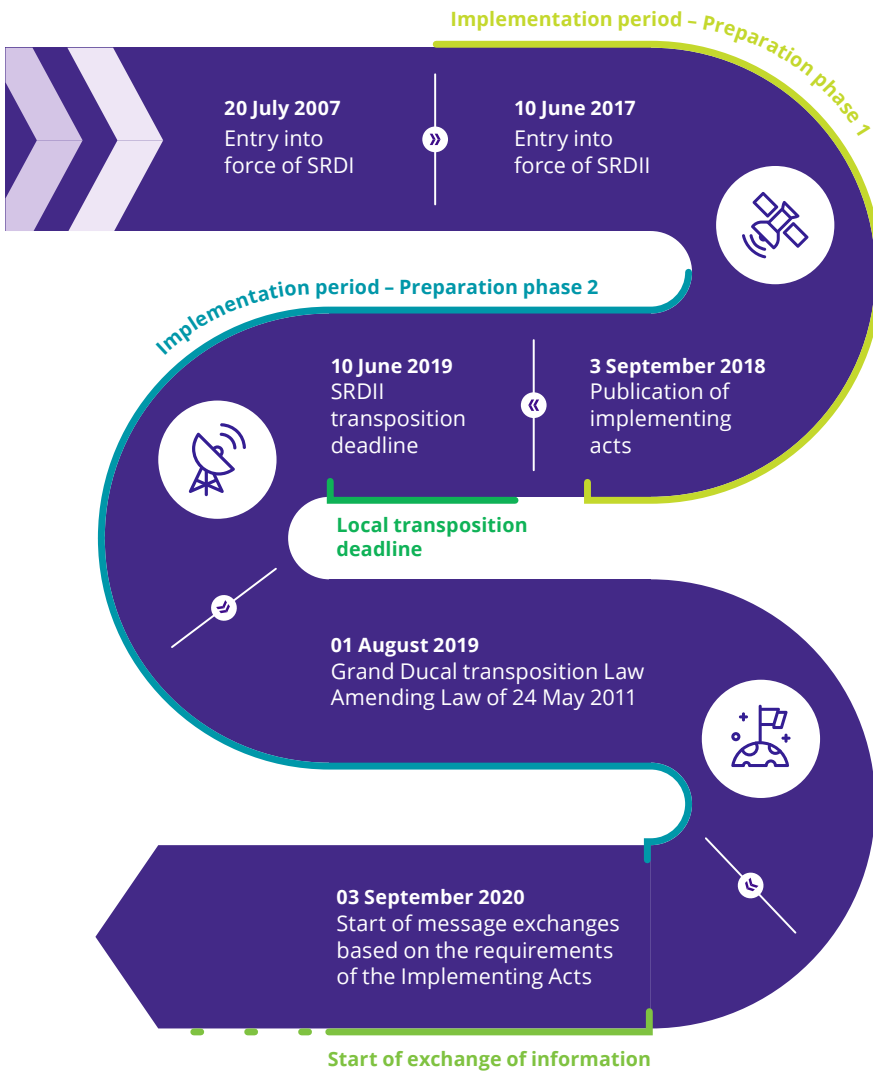 Implementation period – Preparation phase 1
20 July 2007
Entry into
force of SRDI
10 June 2017
Entry into
force of SRDII
Implementation period – Preparation phase 2
10 June 2019
SRDII
transposition
deadline
3 September 2018
Publication of
implementing
acts
Local transposition
deadline
01 August 2019
Grand Ducal transposition Law
Amending Law of 24 May 2011
03 September 2020
Start of message exchanges
based on the requirements
of the Implementing Acts
Start of exchange of information